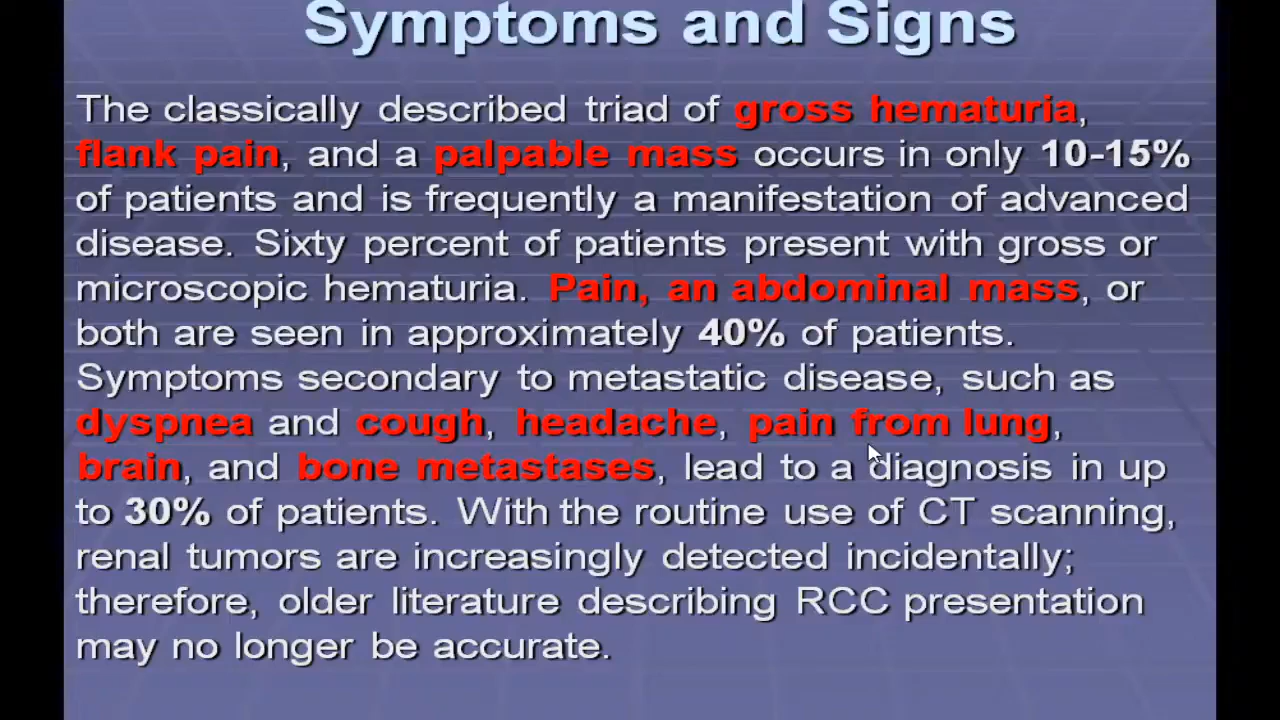 Symptoms and Signs
The classically described triad of gross hematuria,
flank pain, and a palpable mass occurs in only 10-15%
of patients and is frequently a manifestation of advanced
disease. Sixty percent of patients present with gross or
microscopic hematuria. Pain, an abdominal mass, or
both are seen in approximately 40% of patients.
Symptoms secondary to metastatic disease, such as
dyspnea and cough, headache, pain from lung,
brain, and bone metastases, lead to a diagnosis in up
to 30% of patients. With the routine use of CT scanning,
renal tumors are increasingly detected incidentally;
therefore, older literature describing RCC presentation
may no longer be accurate.